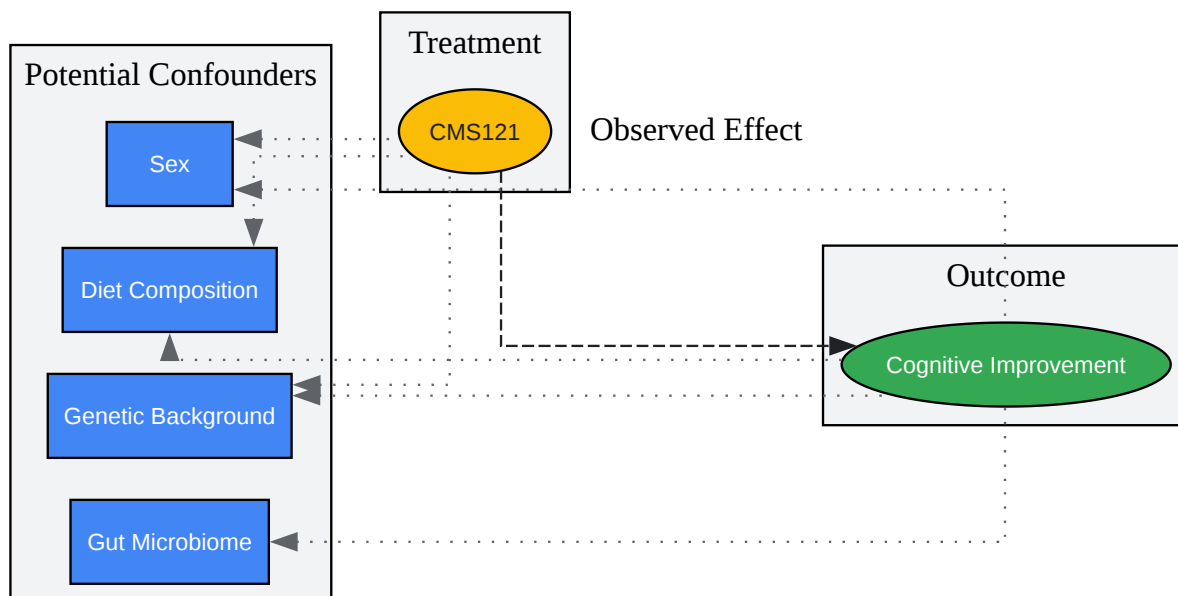 Potential Confounders
Sex
Diet Composition
Genetic Background
Gut Microbiome
Treatment
CMS121
Observed Effect
Outcome
Cognitive Improvement